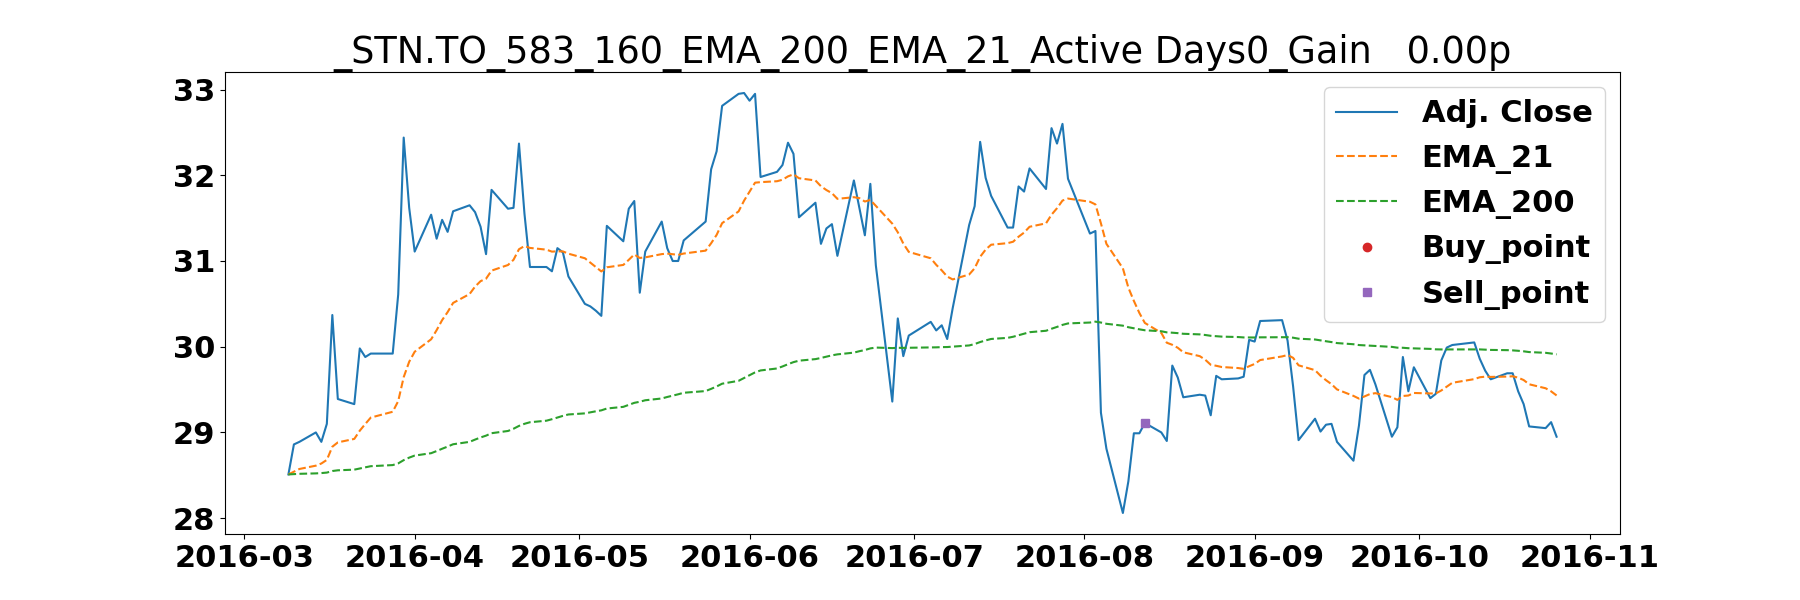 _STN.TO_583_160_EMA_200_EMA_21_Active Days0_Gain   0.00p
33
32
31
30
29
28
Adj. Close
EMA_21
EMA_200
Buy_point
Sell_point
2016-03 2016-04 2016-05 2016-06 2016-07 2016-08 2016-09 2016-10 2016-11